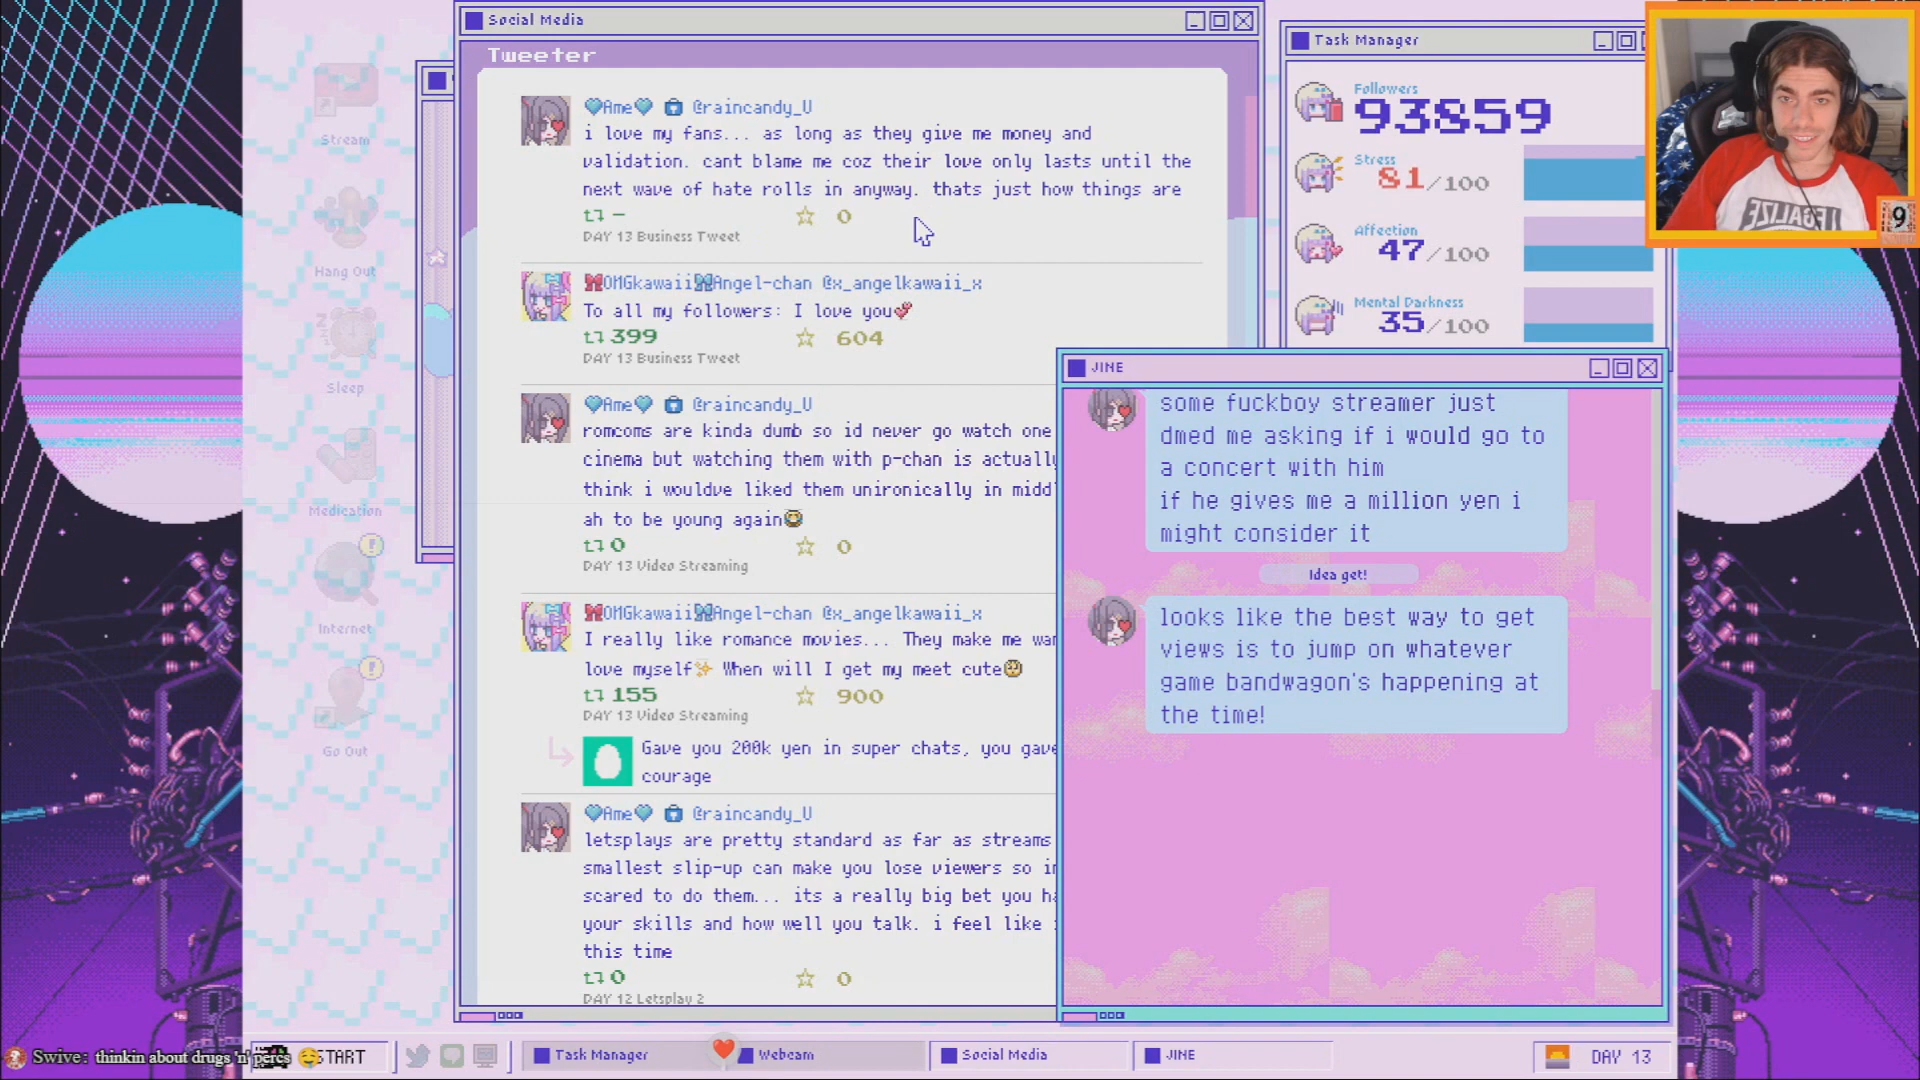 Social Media
Tweeter
Ame @raincandy_U
i love my fans... as long as they give me money and
validation. cant blame me coz their love only lasts until the
next wave of hate rolls in anyway. thats just how things are
– 0
DAY 13 Business Tweet
OMGkawaii Angel-chan @x_angelkawaii_x
To all my followers: I love you💕
399 604
DAY 13 Business Tweet
Ame @raincandy_U
romcoms are kinda dumb so id never go watch one
cinema but watching them with p-chan is actually
think i wouldve liked them unironically in midd
ah to be young again
0 0
DAY 13 Video Streaming
OMGkawaii Angel-chan @x_angelkawaii_x
I really like romance movies... They make me wa
love myself✨ When will I get my meet cute
155 900
DAY 13 Video Streaming
Gave you 200k yen in super chats, you gave
courage
Ame @raincandy_U
letsplays are pretty standard as far as streams
smallest slip-up can make you lose viewers so i
scared to do them... its a really big bet you ha
your skills and how well you talk. i feel like
this time
0 0
DAY 12 Letsplay 2
Task Manager
Followers
93859
Stress
81/100
Affection
47/100
Mental Darkness
35/100
LEGALIZE
9
JINE
some fuckboy streamer just
dmed me asking if i would go to
a concert with him
if he gives me a million yen i
might consider it
Idea get!
looks like the best way to get
views is to jump on whatever
game bandwagon's happening at
the time!
Stream
Hang Out
Sleep
Medication
Internet
Go Out
Swive: thinkin about drugs 'n' percs
START
Task Manager
Webcam
Social Media
JINE
DAY 13